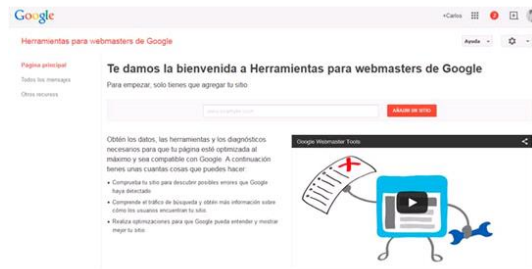 Google
+Carlos
Herramientas para webmasters de Google
Ayuda
Página principal
Todos los mensajes
Otros recursos
Te damos la bienvenida a Herramientas para webmasters de Google
Para empezar, solo tienes que agregar tu sitio.
AÑADIR UN SITIO
Obtén los datos, las herramientas y los diagnósticos
necesarios para que tu página esté optimizada al
máximo y sea compatible con Google. A continuación
tienes unas cuantas cosas que puedes hacer
• Comprueba tu sitio para descubrir posibles errores que Google
haya detectado
• Comprende el tráfico de búsqueda y obtén más información sobre
cómo los usuarios encuentran tu sitio.
• Realiza optimizaciones para que Google pueda entender y mostrar
mejor tu sitio.
Google Webmaster Tools